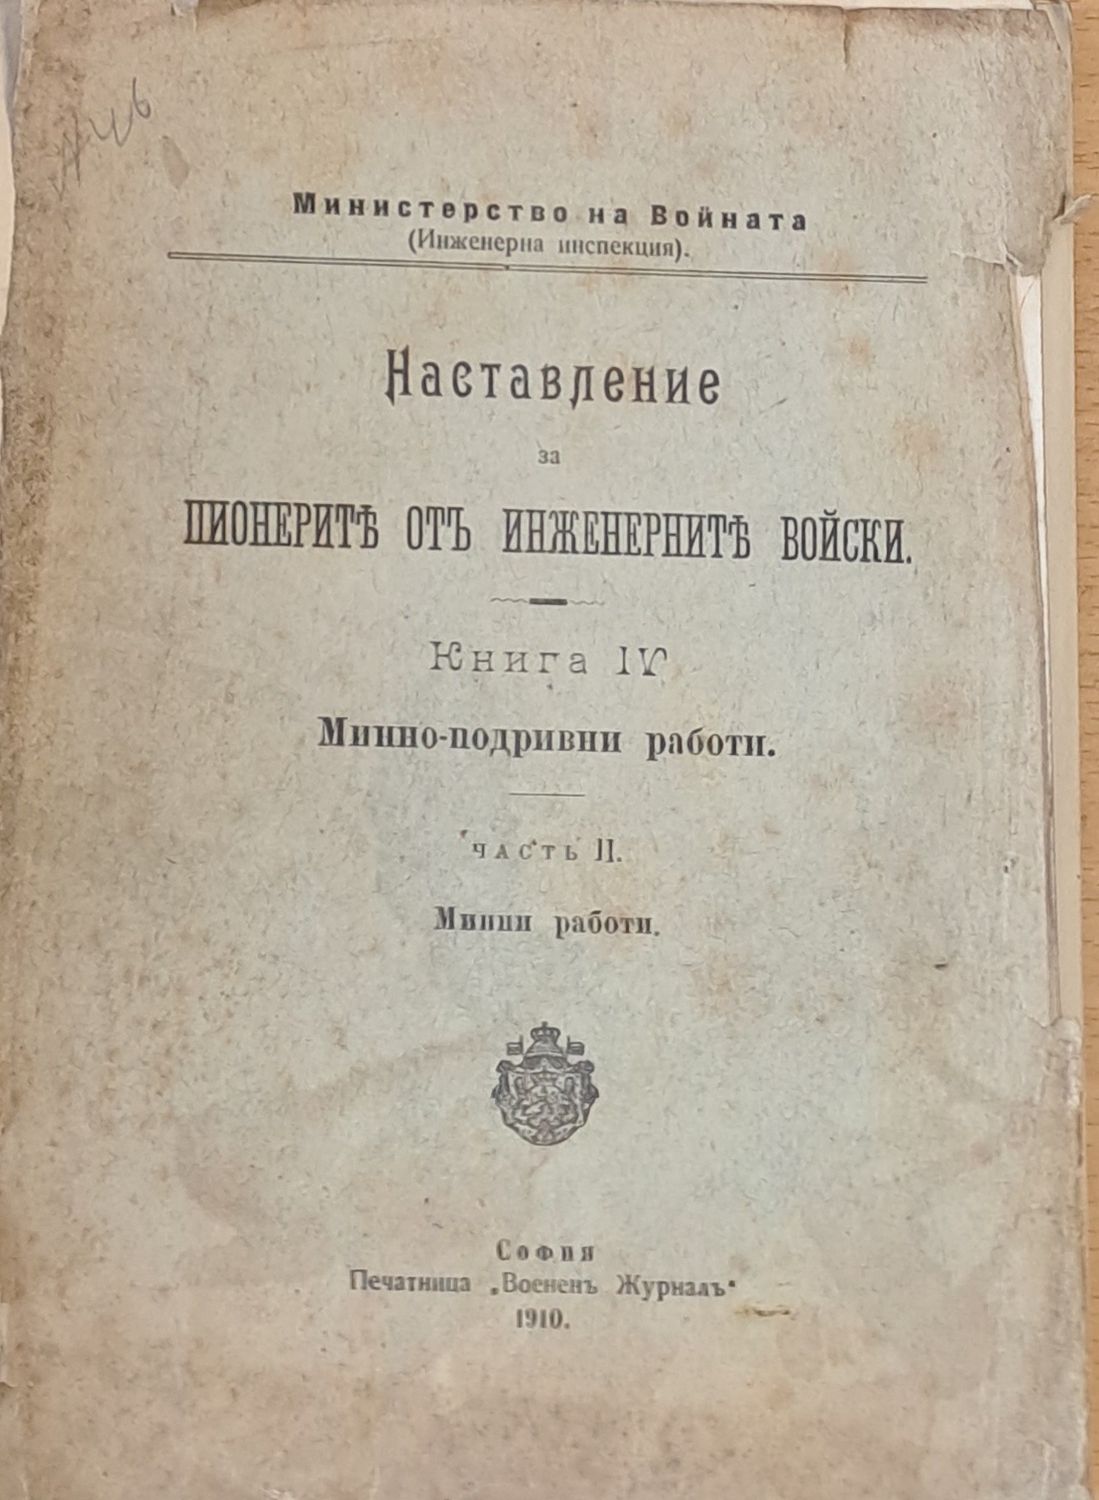 Министерство на Войната
(Инженерна инспекция).
Наставление
за
ПИОНЕРИТѢ ОТЪ ИНЖЕНЕРНИТѢ ВОЙСКИ.
Книга IV
Минно-подривни работи.
ЧАСТЬ II.
Минни работи.
София
Печатница „Воененъ Журналъ“
1910.